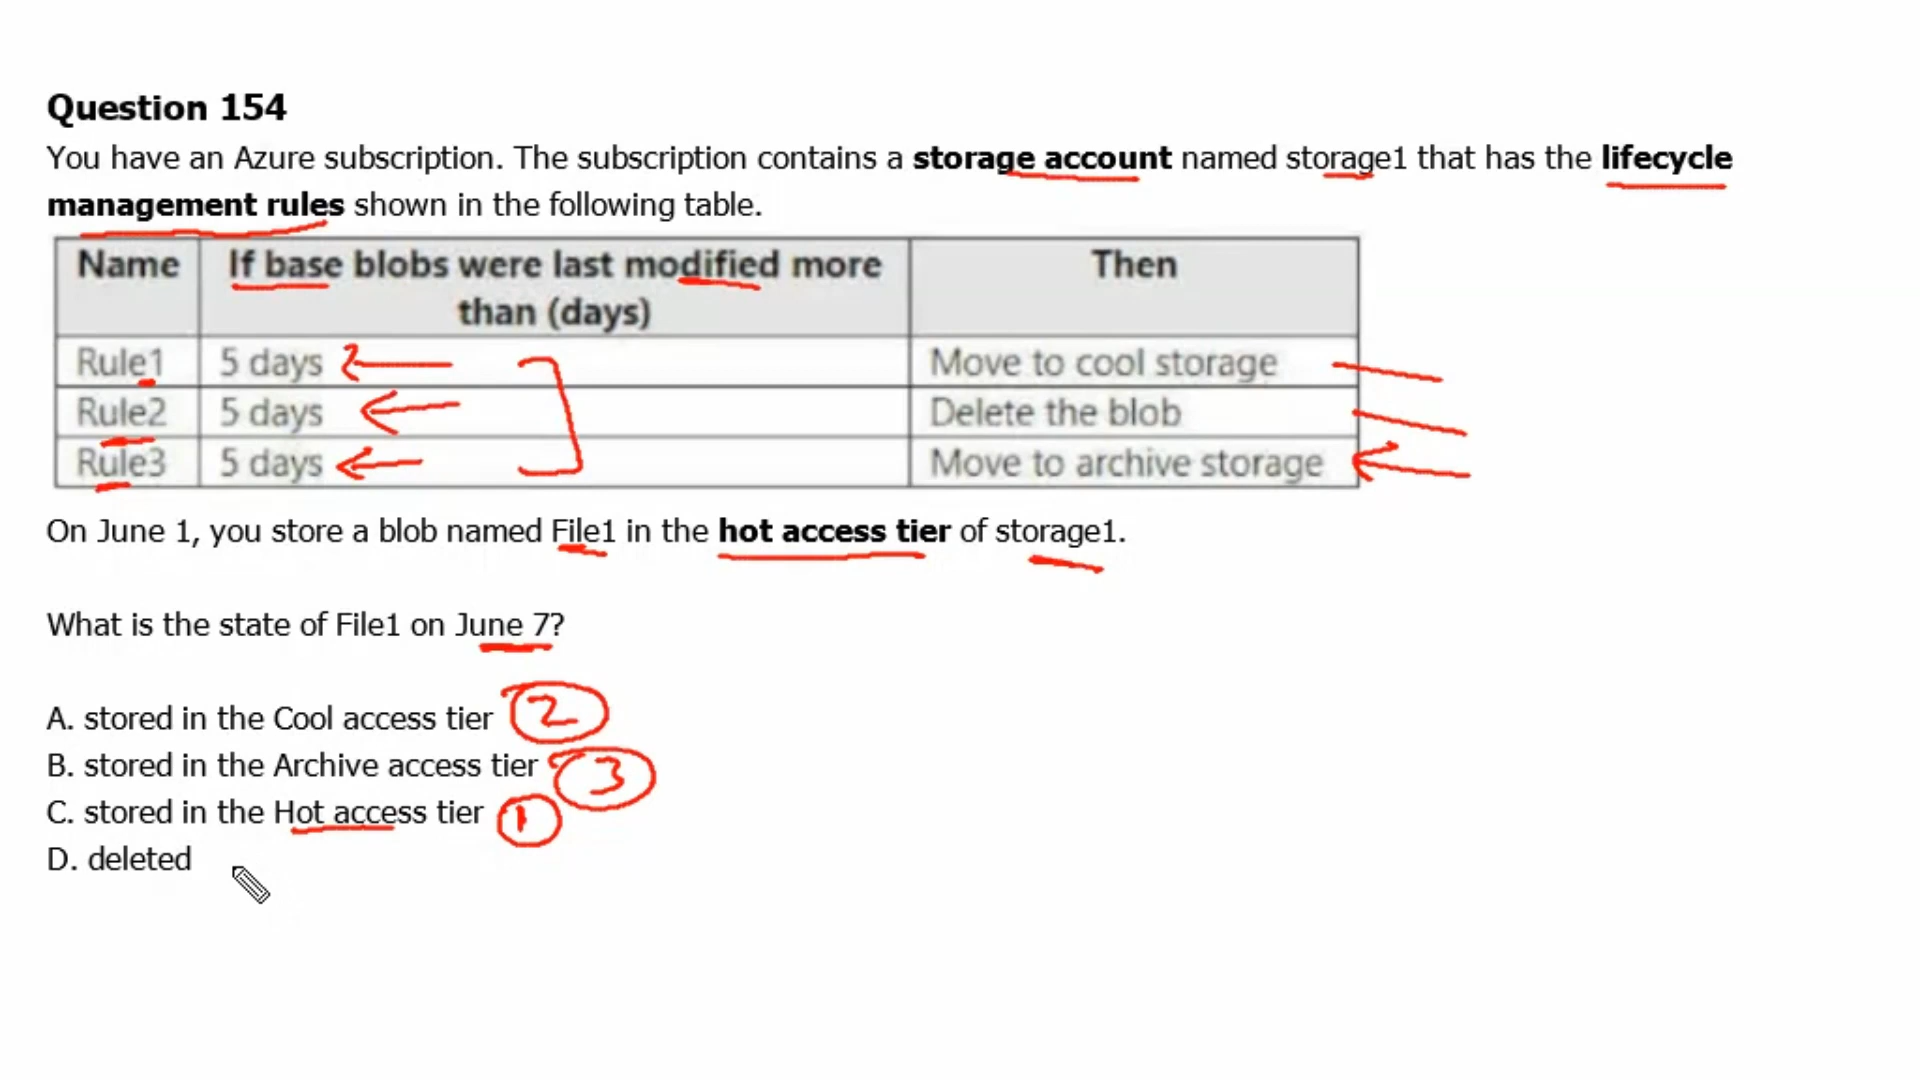 Question 154
You have an Azure subscription. The subscription contains a storage account named storage1 that has the lifecycle
management rules shown in the following table.
Name If base blobs were last modified more Then
than (days)
Rule1 5 days Move to cool storage
Rule2 5 days Delete the blob
Rule3 5 days Move to archive storage
On June 1, you store a blob named File1 in the hot access tier of storage1.
What is the state of File1 on June 7?
A. stored in the Cool access tier 2
B. stored in the Archive access tier 3
C. stored in the Hot access tier 1
D. deleted